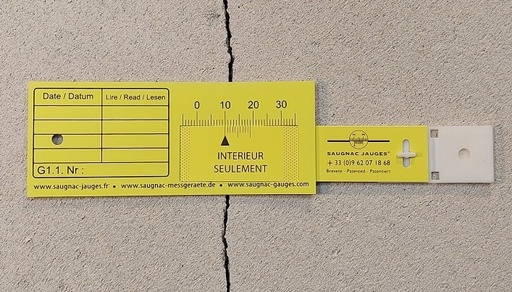 Date / Datum
Lire / Read / Lesen
G1.1. Nr :
0 10 20 30
INTERIEUR
SEULEMENT
www.saugnac-jauges.fr • www.saugnac-messgeraete.de • www.saugnac-gauges.com
SAUGNAC JAUGES®
+ 33 (0)9 62 07 18 68
Brevete - Patented - Patentiert